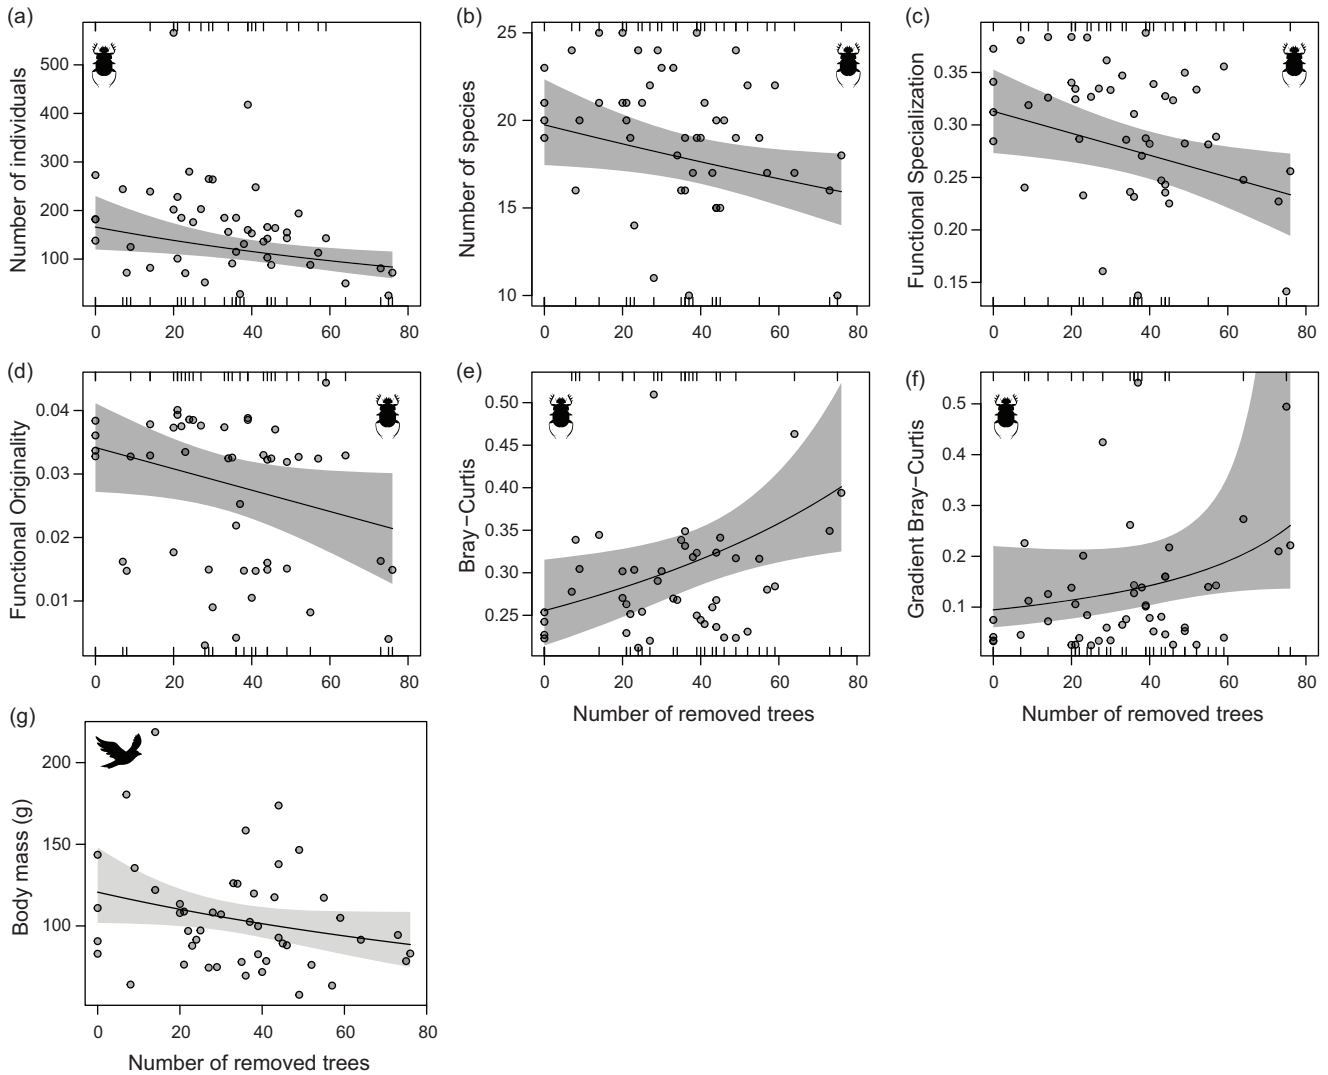 (a)
Number of individuals
500
400
300
200
100
0 20 40 60 80
(b)
Number of species
25
20
15
10
0 20 40 60 80
(c)
Functional Specialization
0.35
0.30
0.25
0.20
0.15
0 20 40 60 80
(d)
Functional Originality
0.04
0.03
0.02
0.01
0 20 40 60 80
(e)
Bray−Curtis
0.50
0.45
0.40
0.35
0.30
0.25
0 20 40 60 80
Number of removed trees
(f)
Gradient Bray−Curtis
0.5
0.4
0.3
0.2
0.1
0 20 40 60 80
Number of removed trees
(g)
Body mass (g)
200
150
100
0 20 40 60 80
Number of removed trees